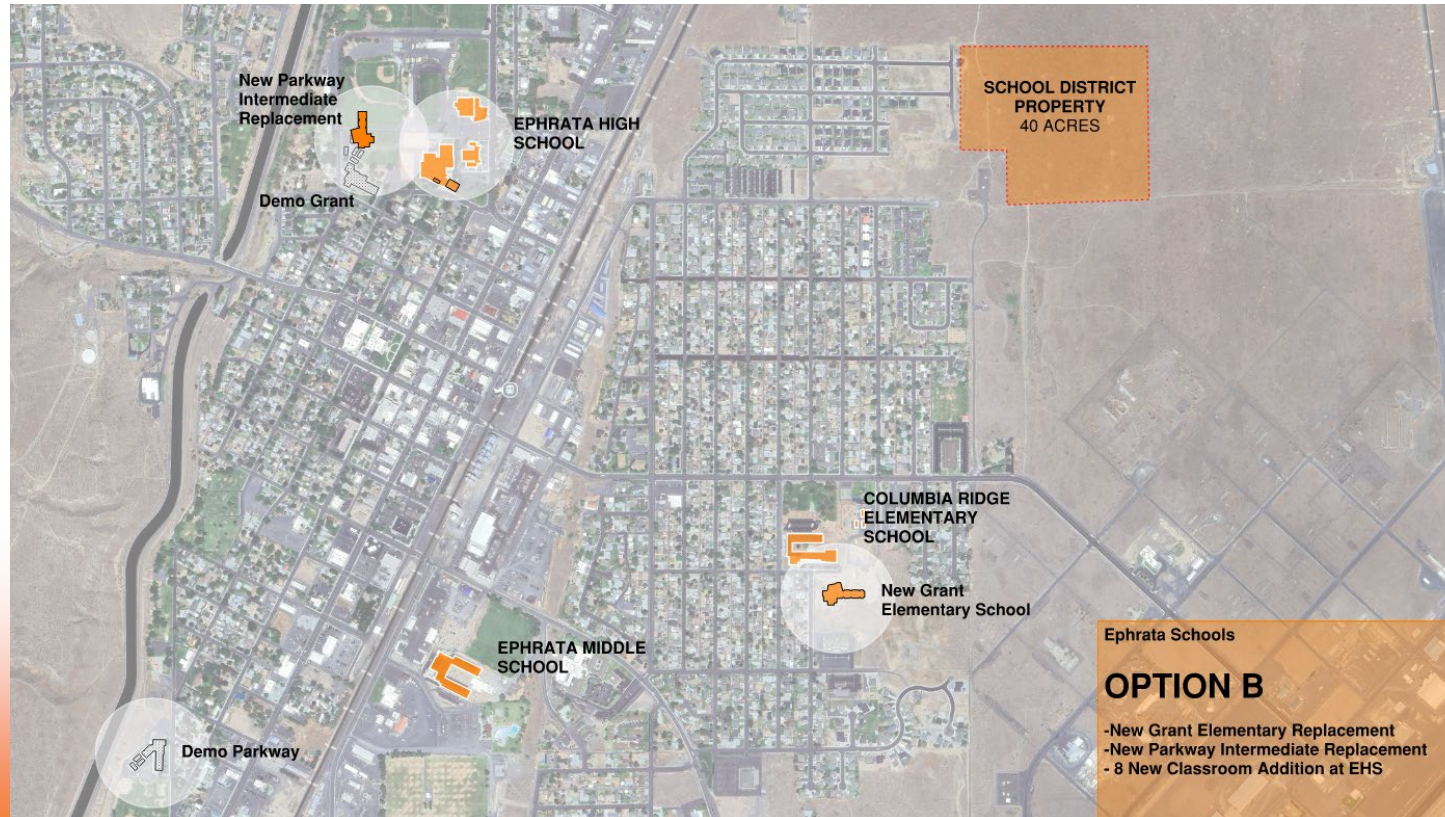 New Parkway
Intermediate
Replacement
EPHRATA HIGH
SCHOOL
Demo Grant
SCHOOL DISTRICT
PROPERTY
40 ACRES
COLUMBIA RIDGE
ELEMENTARY
SCHOOL
New Grant
Elementary School
EPHRATA MIDDLE
SCHOOL
Demo Parkway
Ephrata Schools
OPTION B
-New Grant Elementary Replacement
-New Parkway Intermediate Replacement
- 8 New Classroom Addition at EHS